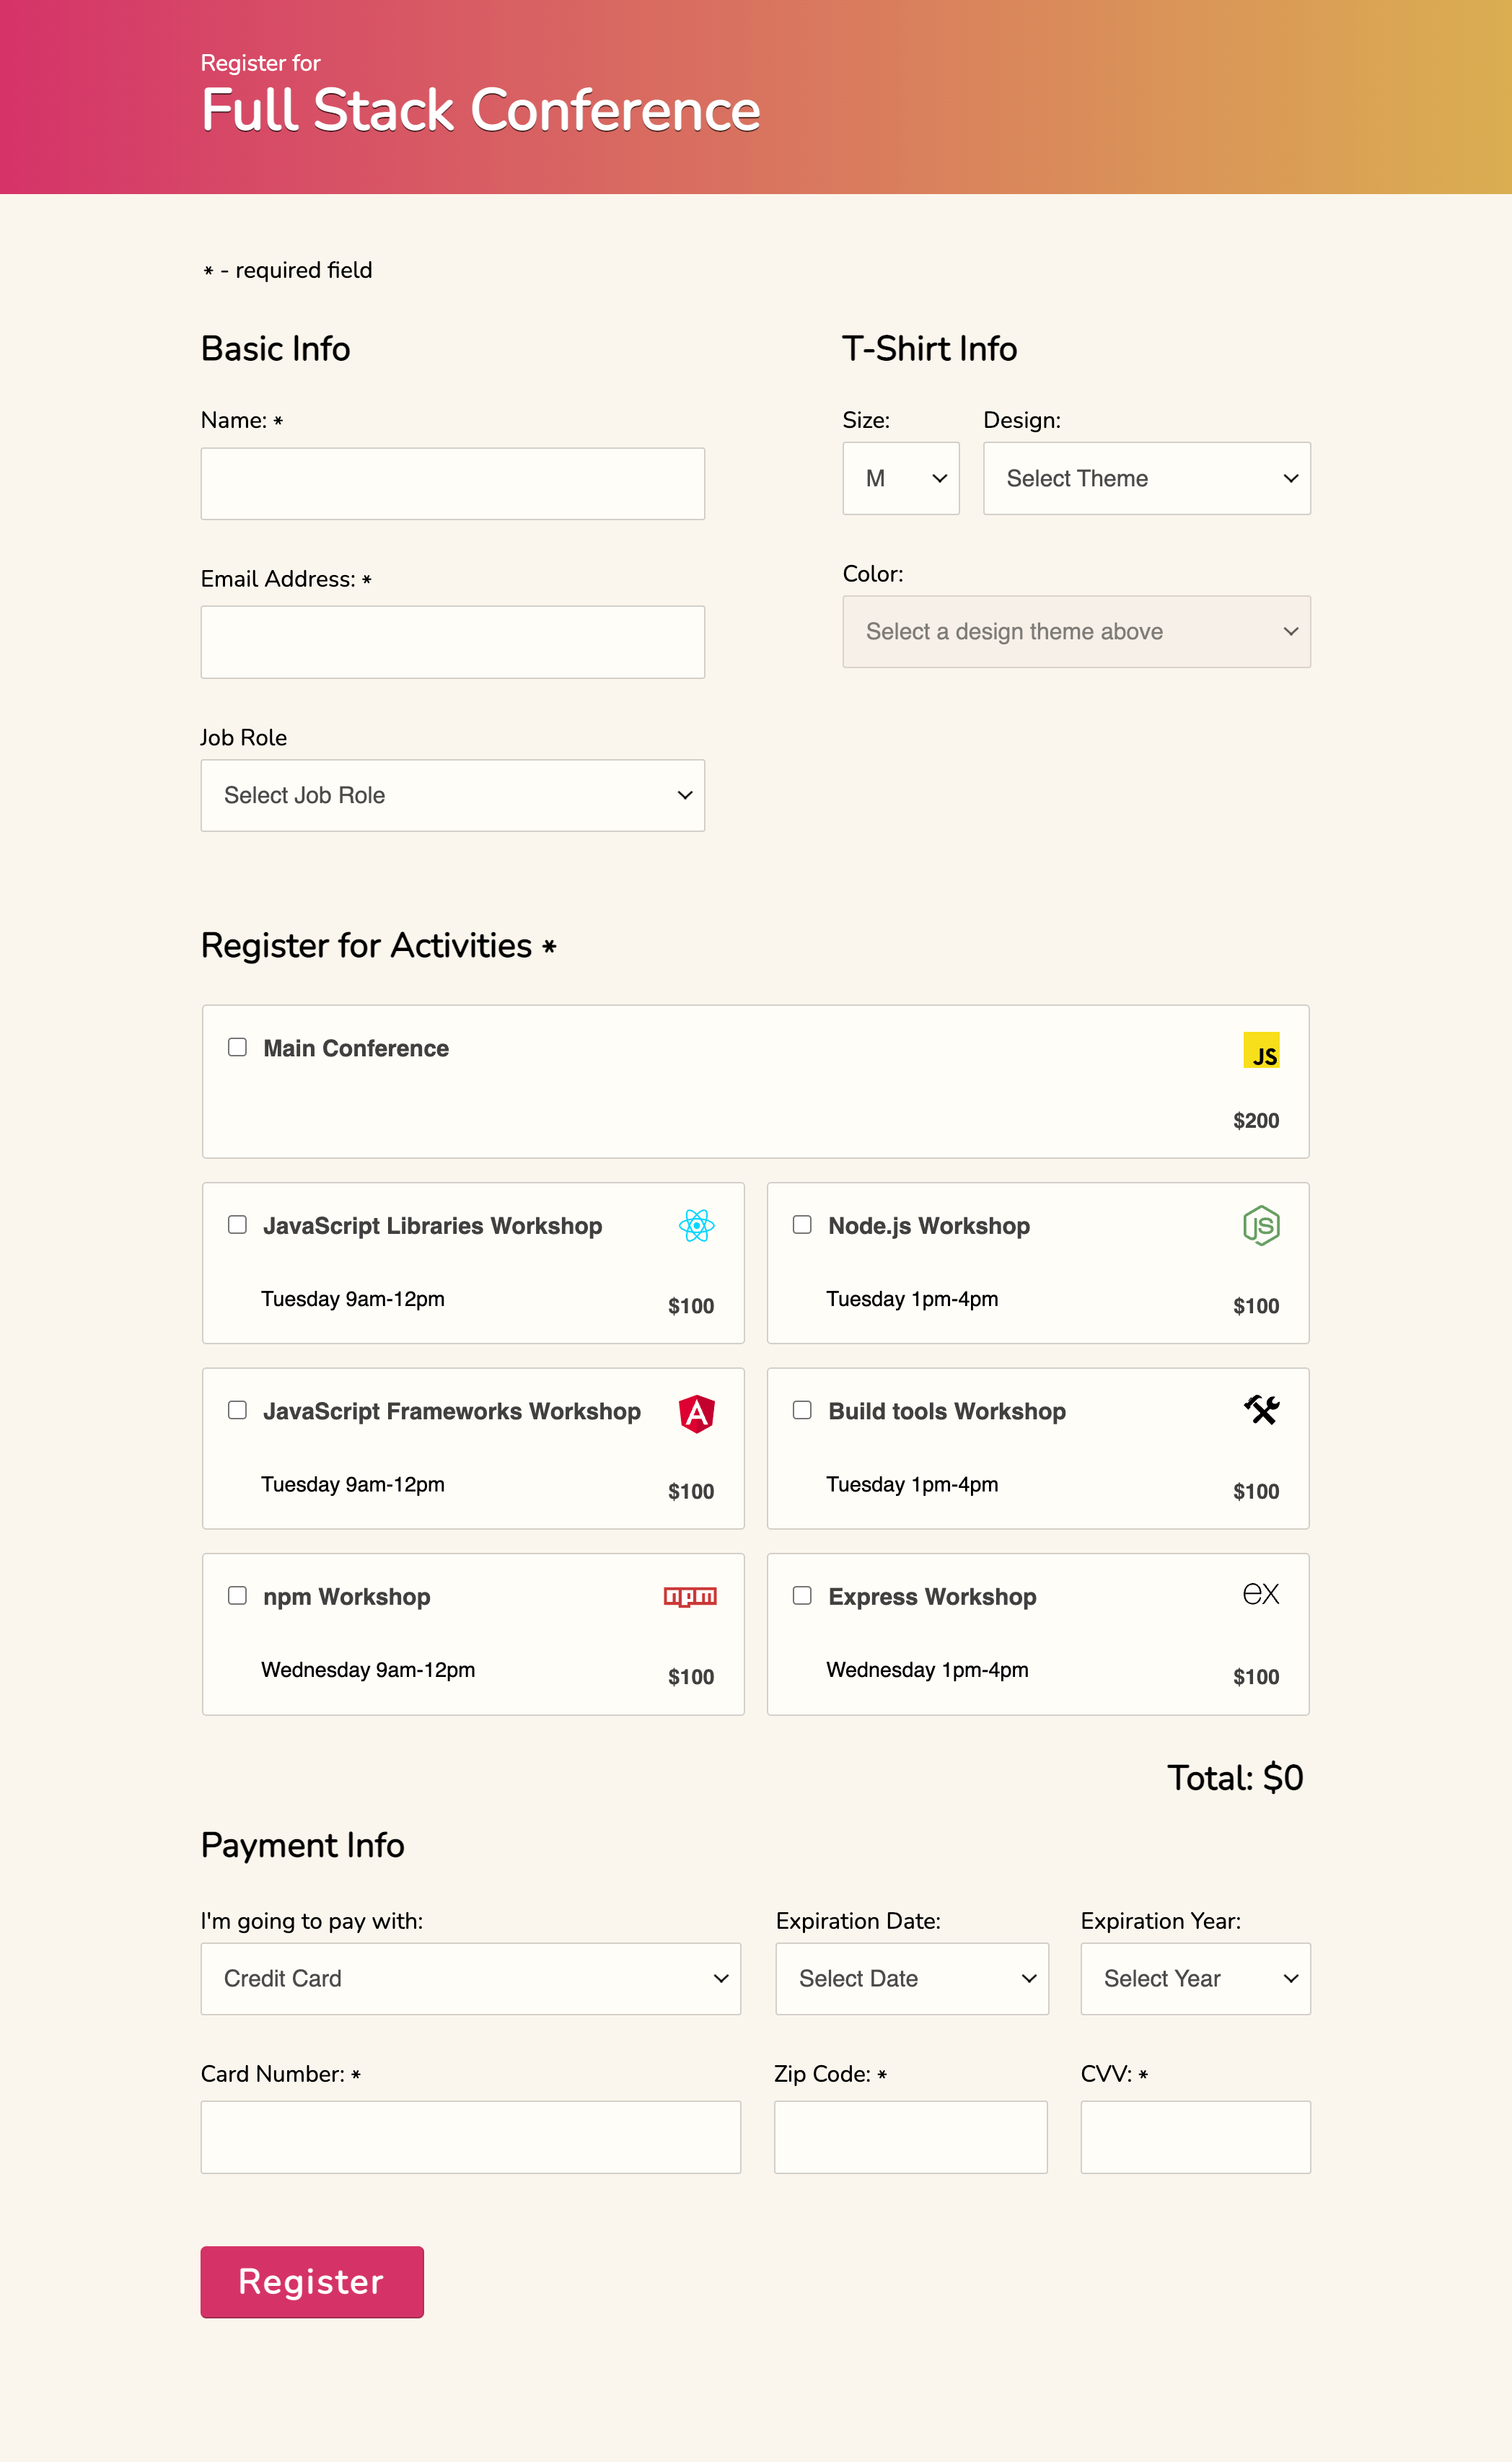 Register for
Full Stack Conference
* - required field
Basic Info
Name: *
Email Address: *
Job Role
Select Job Role
T-Shirt Info
Size:
M
Design:
Select Theme
Color:
Select a design theme above
Register for Activities *
Main Conference
JS
$200
JavaScript Libraries Workshop
Tuesday 9am-12pm
$100
Node.js Workshop
JS
Tuesday 1pm-4pm
$100
JavaScript Frameworks Workshop
A
Tuesday 9am-12pm
$100
Build tools Workshop
Tuesday 1pm-4pm
$100
npm Workshop
npm
Wednesday 9am-12pm
$100
Express Workshop
ex
Wednesday 1pm-4pm
$100
Total: $0
Payment Info
I'm going to pay with:
Credit Card
Expiration Date:
Select Date
Expiration Year:
Select Year
Card Number: *
Zip Code: *
CVV: *
Register